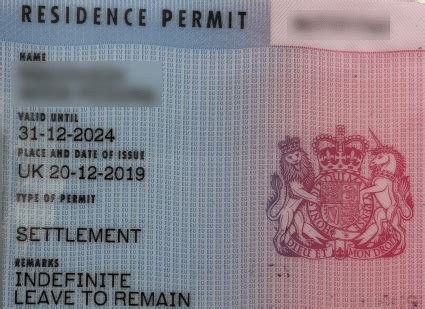 RESIDENCE PERMIT
NAME
VALID UNTIL
31-12-2024
PLACE AND DATE OF ISSUE
UK 20-12-2019
TYPE OF PERMIT
SETTLEMENT
REMARKS
INDEFINITE
LEAVE TO REMAIN